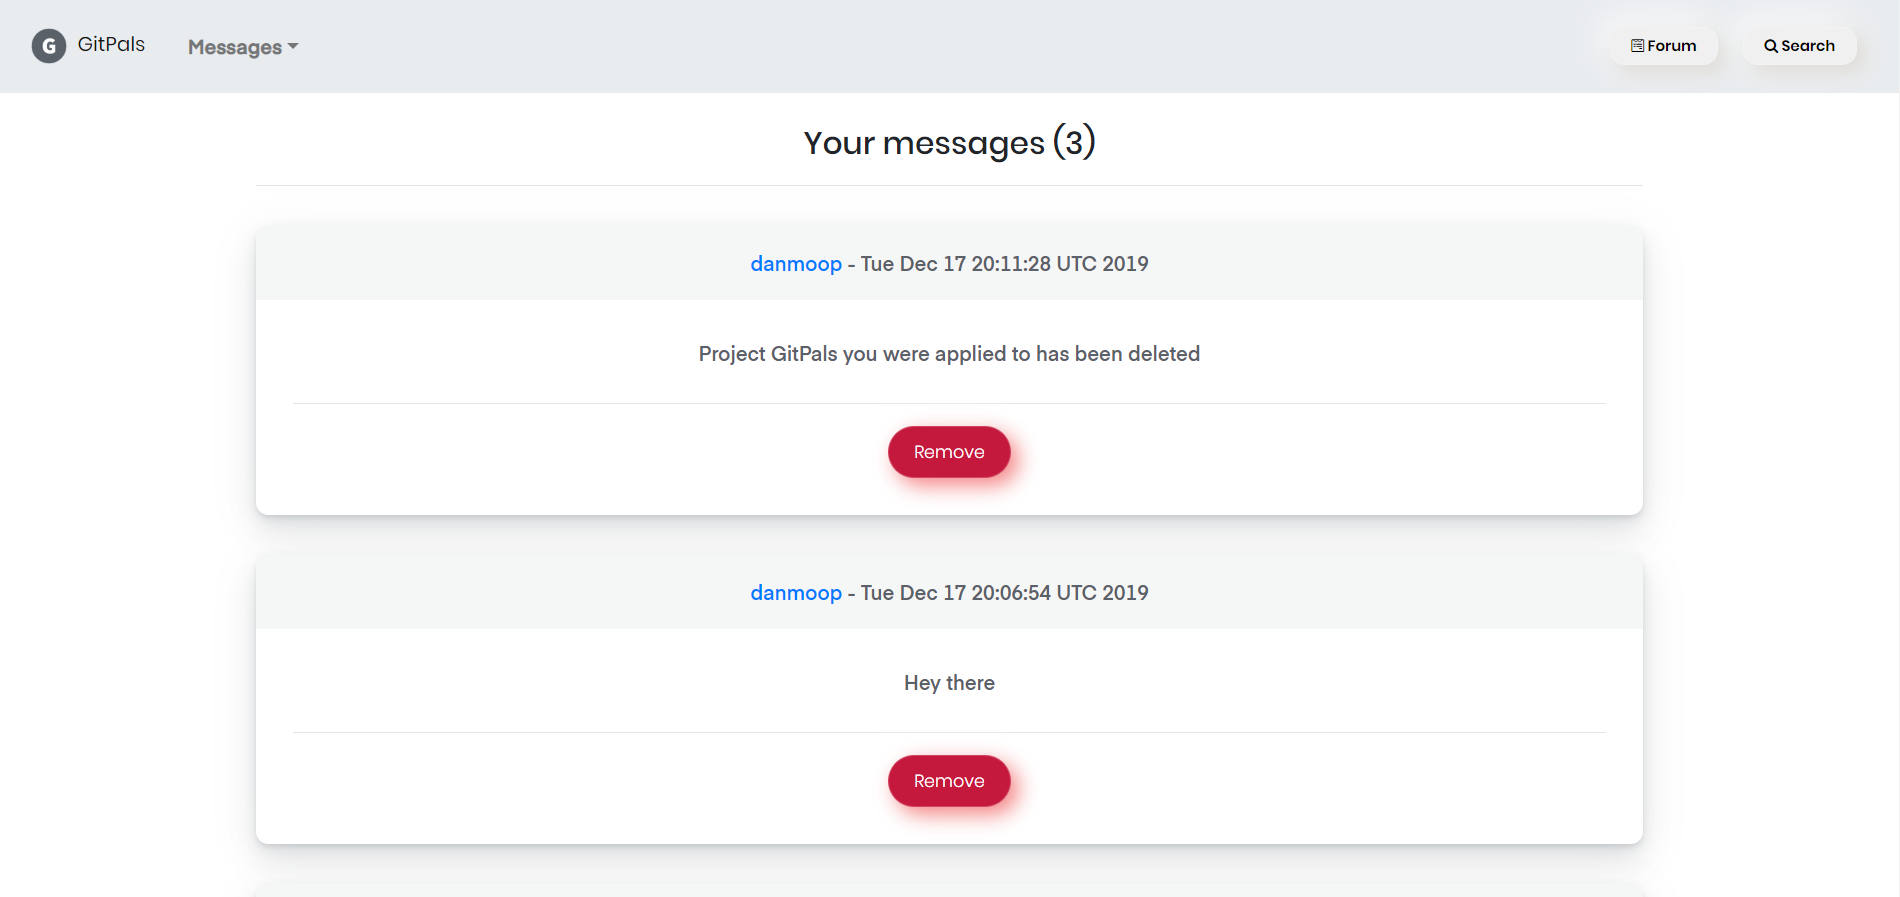 G GitPals Messages Forum Search
Your messages (3)
danmoop - Tue Dec 17 20:11:28 UTC 2019
Project GitPals you were applied to has been deleted
Remove
danmoop - Tue Dec 17 20:06:54 UTC 2019
Hey there
Remove